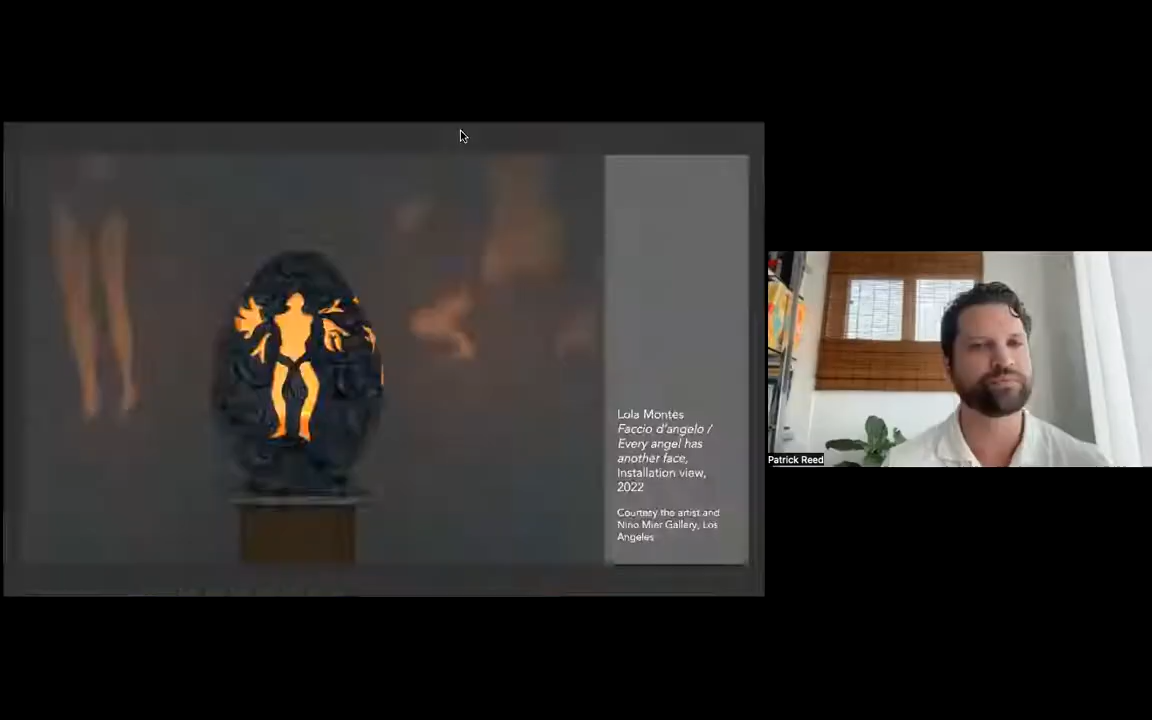 Lola Montes
Faccio d'angelo /
Every angel has
another face,
Installation view,
2022
Courtesy the artist and
Nino Mier Gallery, Los
Angeles
Patrick Reed